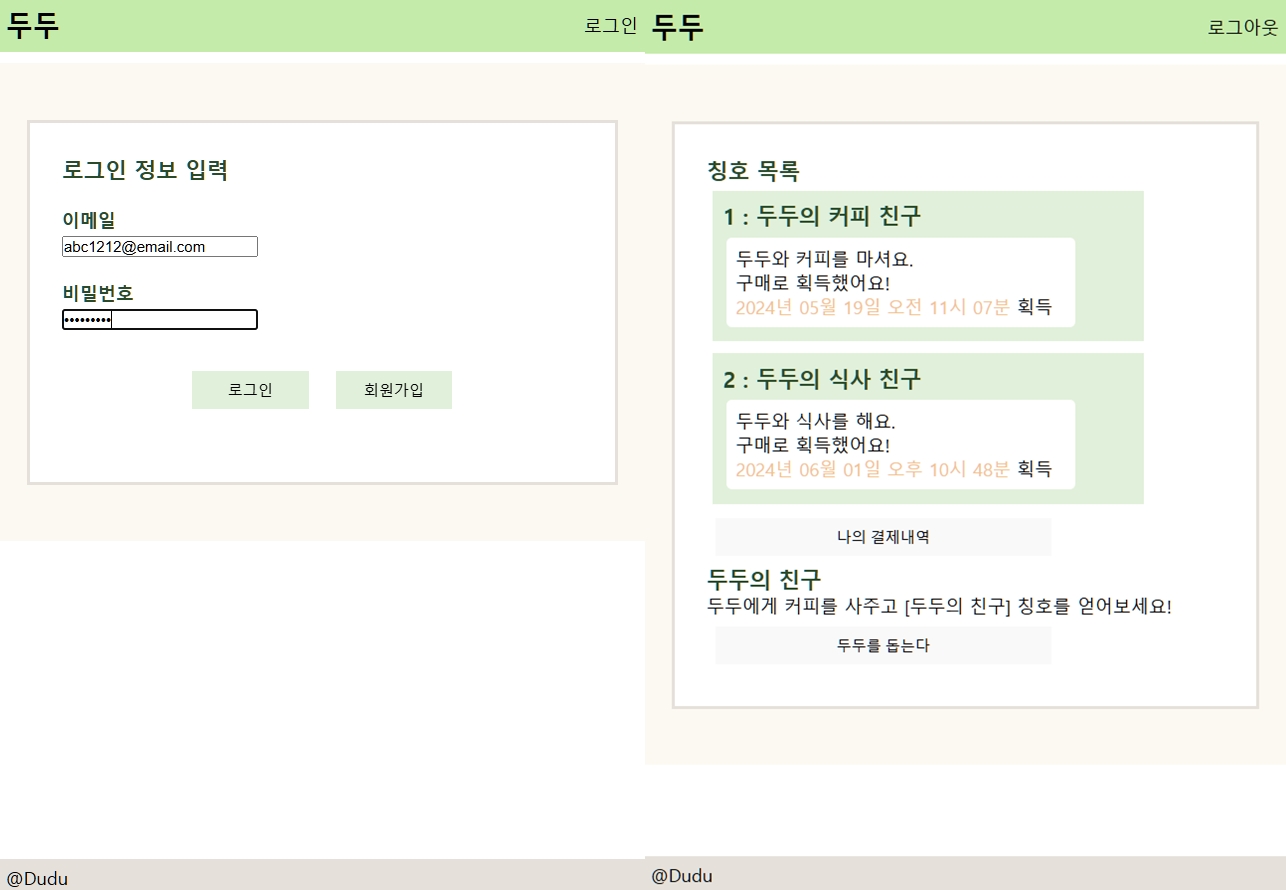 두두
로그인
로그인 정보 입력
이메일
abc1212@email.com
비밀번호
•••••••••
로그인
회원가입
@Dudu
두두
로그아웃
칭호 목록
1 : 두두의 커피 친구
두두와 커피를 마셔요.
구매로 획득했어요!
2024년 05월 19일 오전 11시 07분 획득
2 : 두두의 식사 친구
두두와 식사를 해요.
구매로 획득했어요!
2024년 06월 01일 오후 10시 48분 획득
나의 결제내역
두두의 친구
두두에게 커피를 사주고 [두두의 친구] 칭호를 얻어보세요!
두두를 돕는다
@Dudu